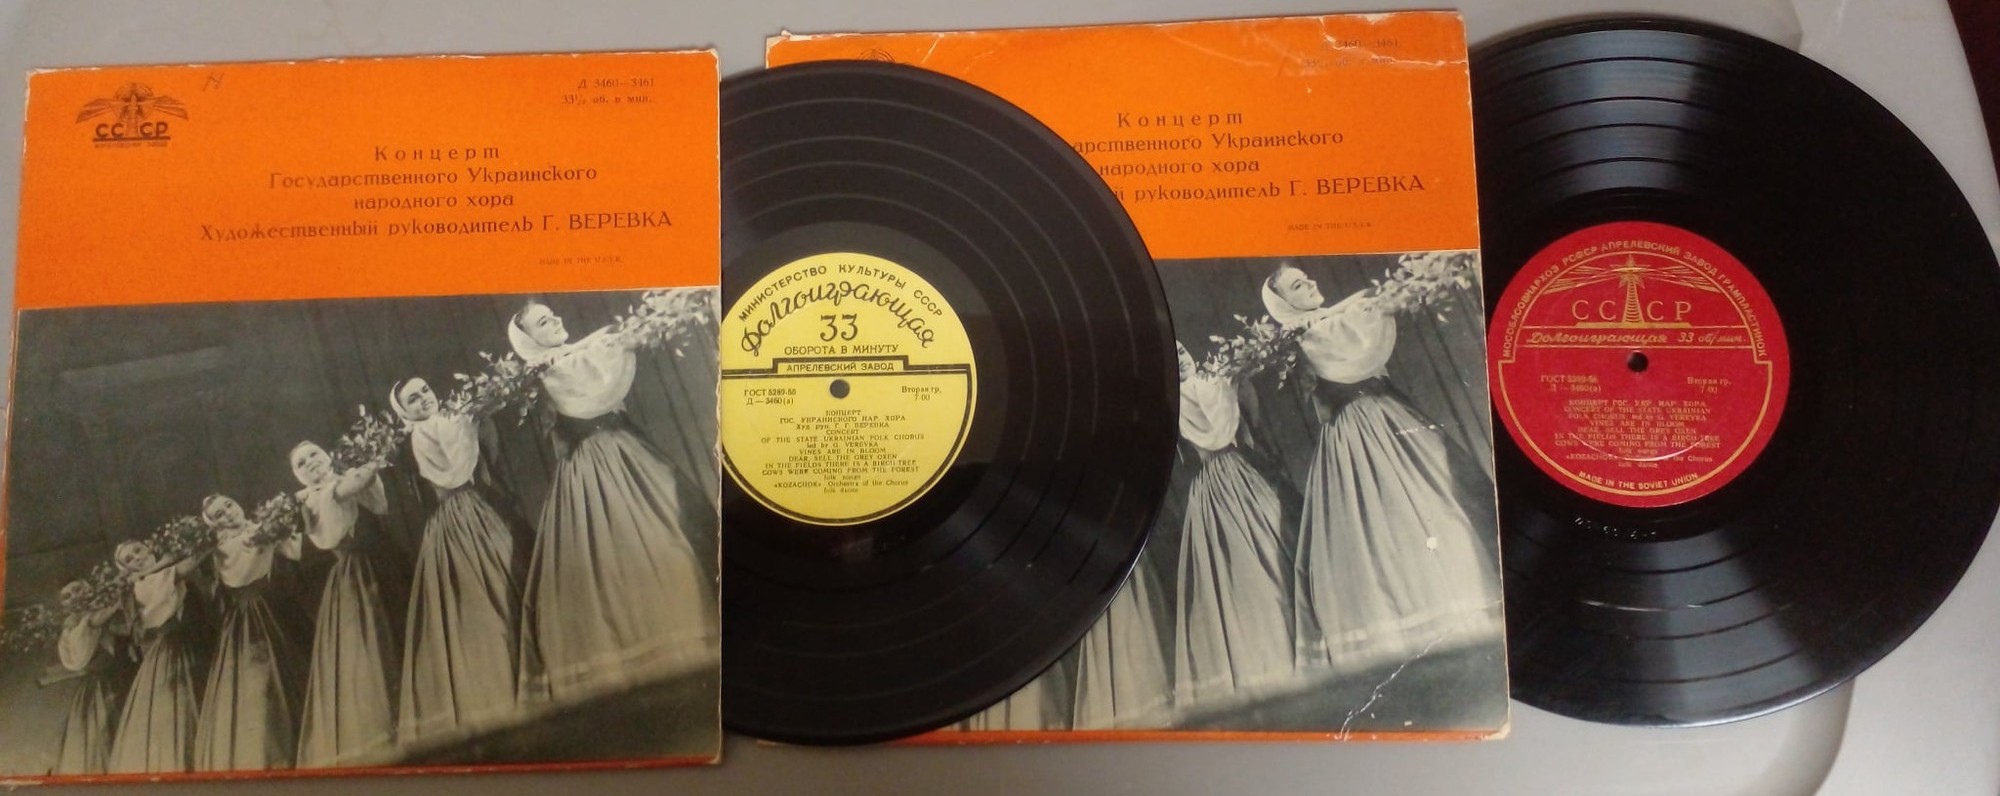 СССР
Д 3460—3461
33⅓ об. в мин.
Концерт
Государственного Украинского
народного хора
Художественный руководитель Г. ВЕРЕВКА
MADE IN THE U.S.S.R.
МИНИСТЕРСТВО КУЛЬТУРЫ СССР
Долгоиграющая
33
ОБОРОТА В МИНУТУ
АПРЕЛЕВСКИЙ ЗАВОД
ГОСТ 5289-56
Д — 3460 (а)
Вторая гр.
7-00
КОНЦЕРТ
ГОС. УКРАИНСКОГО НАР. ХОРА
Худ. рук. Г. Г. ВЕРЕВКА
CONCERT
OF THE STATE UKRAINIAN FOLK CHORUS
led by G. VEREVKA
VINES ARE IN BLOOM
DEAR, SELL THE GREY OXEN
IN THE FIELDS THERE IS A BIRCH-TREE
COWS WERE COMING FROM THE FOREST
folk songs
«KOZACHOK» Orchestra of the Chorus
folk dance
Д 3460—3461
Концерт
арственного Украинского
народного хора
й руководитель Г. ВЕРЕВКА
MADE IN THE U.S.S.R.
МОСОБЛСОВНАРХОЗ РСФСР АПРЕЛЕВСКИЙ ЗАВОД ГРАМПЛАСТИНОК
СССР
Долгоиграющая 33 об/мин.
ГОСТ 5289-56
Д — 3460 (а)
Вторая гр.
КОНЦЕРТ ГОС. УКР. НАР. ХОРА
CONCERT OF THE STATE UKRAINIAN
FOLK CHORUS, led by G. VEREVKA
VINES ARE IN BLOOM
DEAR, SELL THE GREY OXEN
IN THE FIELDS THERE IS A BIRCH-TREE
COWS WERE COMING FROM THE FOREST
folk songs
«KOZACHOK» of the Chorus
folk dance
MADE IN THE SOVIET UNION